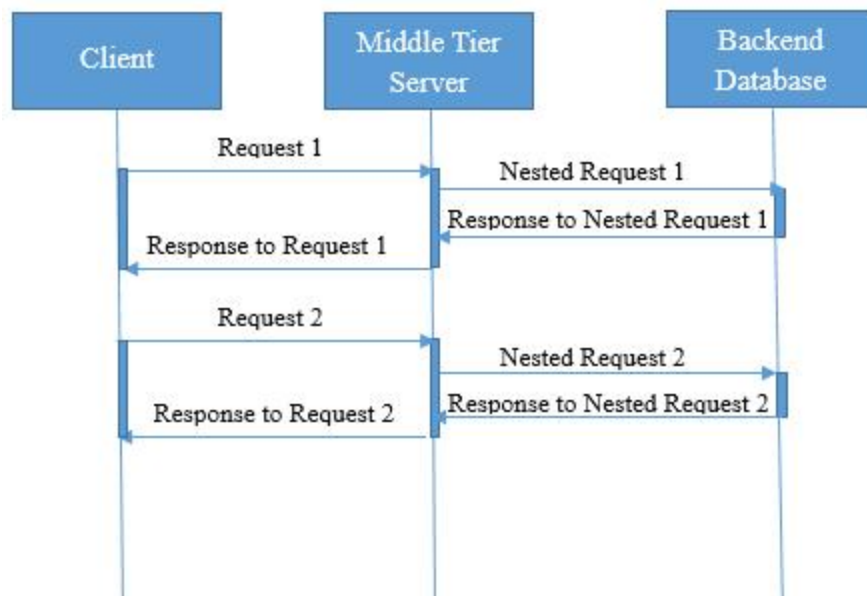 Client
Middle Tier
Server
Backend
Database
Request 1
Nested Request 1
Response to Nested Request 1
Response to Request 1
Request 2
Nested Request 2
Response to Nested Request 2
Response to Request 2